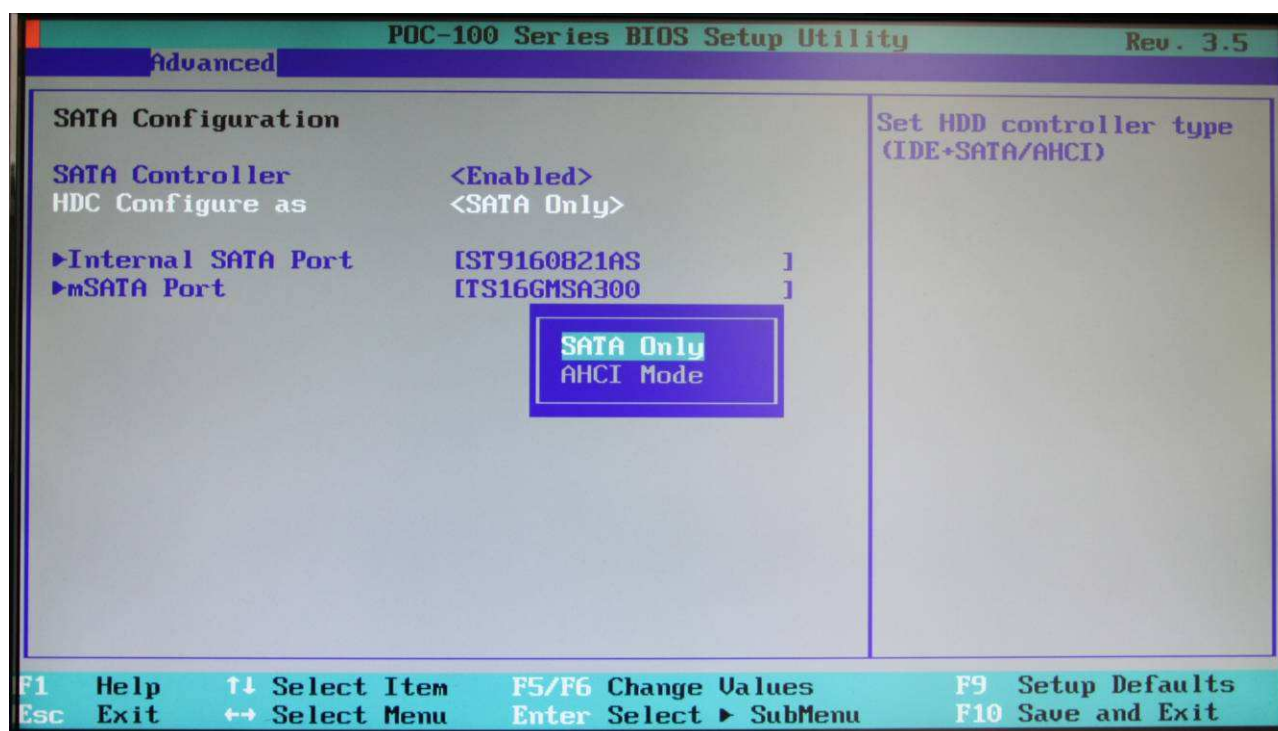 POC-100 Series BIOS Setup Utility Rev. 3.5
Advanced
SATA Configuration
SATA Controller <Enabled>
HDC Configure as <SATA Only>
▶Internal SATA Port [ST9160821AS ]
▶mSATA Port [TS16GMSA300 ]
SATA Only
AHCI Mode
Set HDD controller type
(IDE+SATA/AHCI)
F1 Help ↑↓ Select Item F5/F6 Change Values F9 Setup Defaults
Esc Exit ←→ Select Menu Enter Select ▶ SubMenu F10 Save and Exit